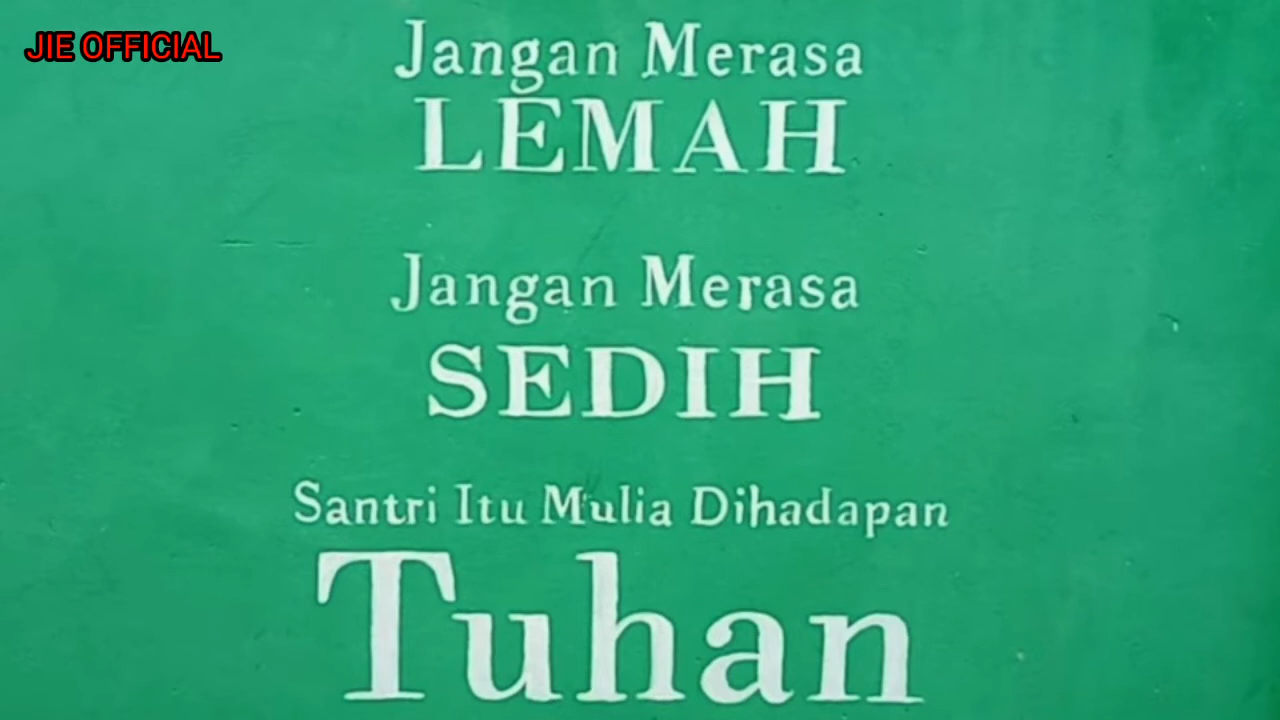 JIE OFFICIAL
Jangan Merasa
LEMAH
Jangan Merasa
SEDIH
Santri Itu Mulia Dihadapan
Tuhan